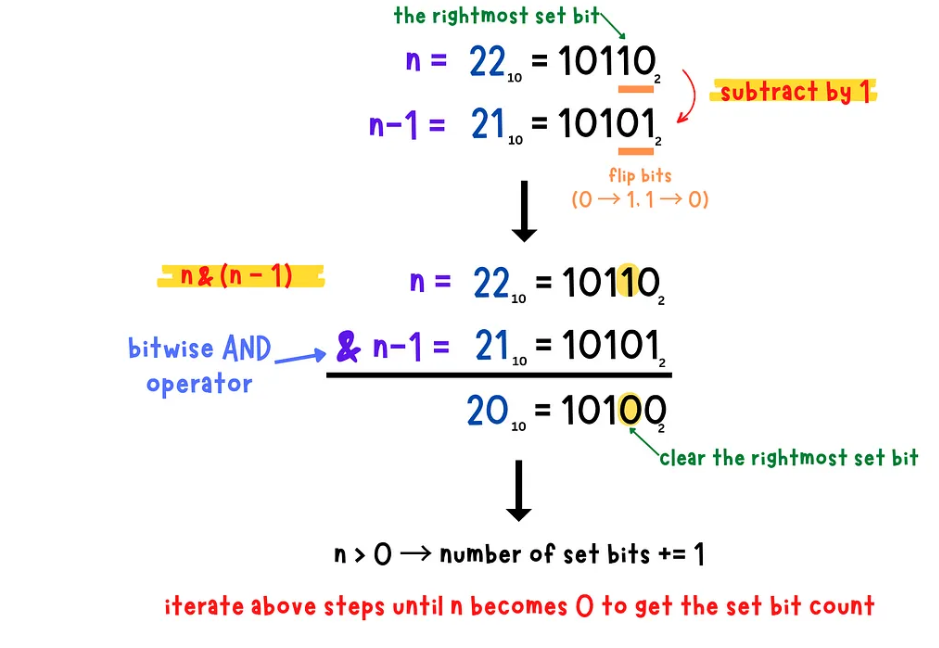 the rightmost set bit
n = 22₁₀ = 10110₂
subtract by 1
n-1 = 21₁₀ = 10101₂
flip bits
(0 → 1, 1 → 0)
n & (n - 1)
n = 22₁₀ = 10110₂
bitwise AND
operator
& n-1 = 21₁₀ = 10101₂
20₁₀ = 10100₂
clear the rightmost set bit
n > 0 → number of set bits += 1
iterate above steps until n becomes 0 to get the set bit count